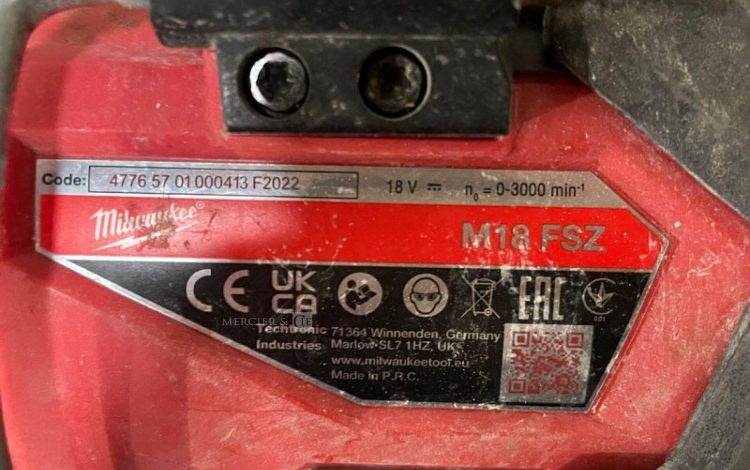 Code: 4776 57 01 000413 F2022 18 V n₀ = 0-3000 min⁻¹
Milwaukee®
M18 FSZ
CE UK CA EAC 001
MERCIER & CIE
Techtronic 71364 Winnenden, Germany
Industries Marlow SL7 1HZ, UK
www.milwaukeetool.eu
Made in P.R.C.